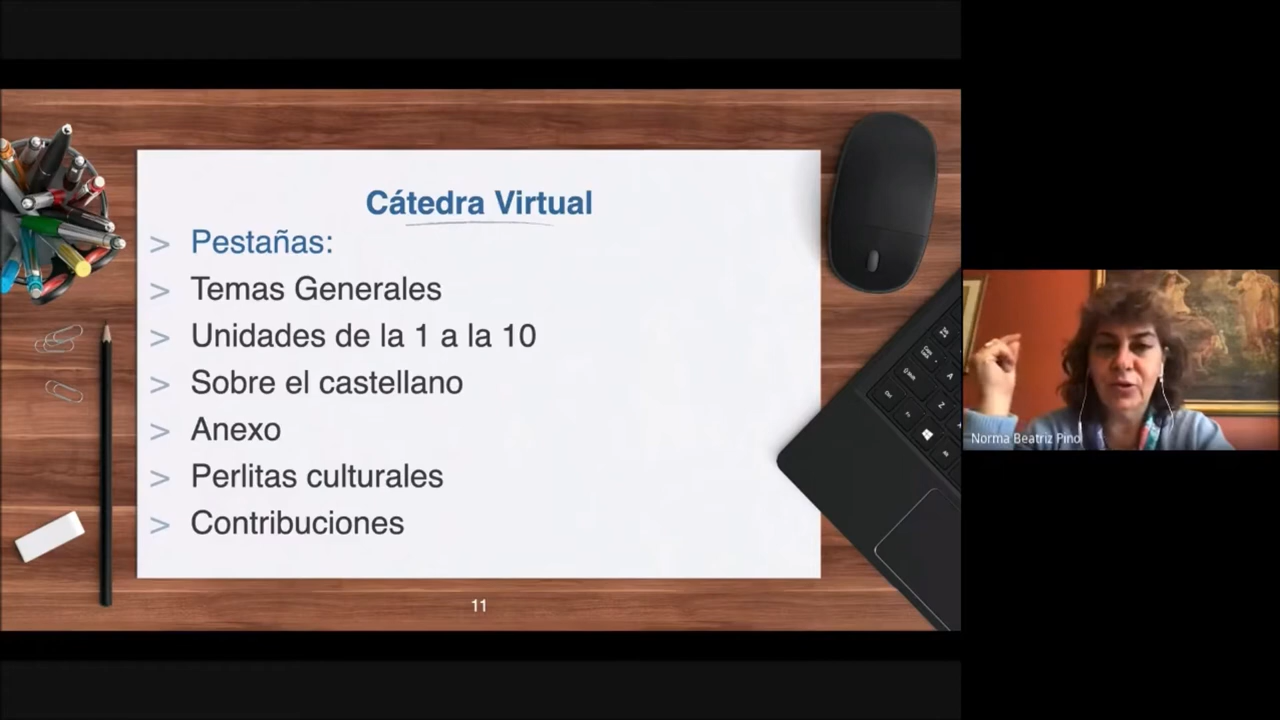 Cátedra Virtual
> Pestañas:
> Temas Generales
> Unidades de la 1 a la 10
> Sobre el castellano
> Anexo
> Perlitas culturales
> Contribuciones
11
Norma Beatriz Pino